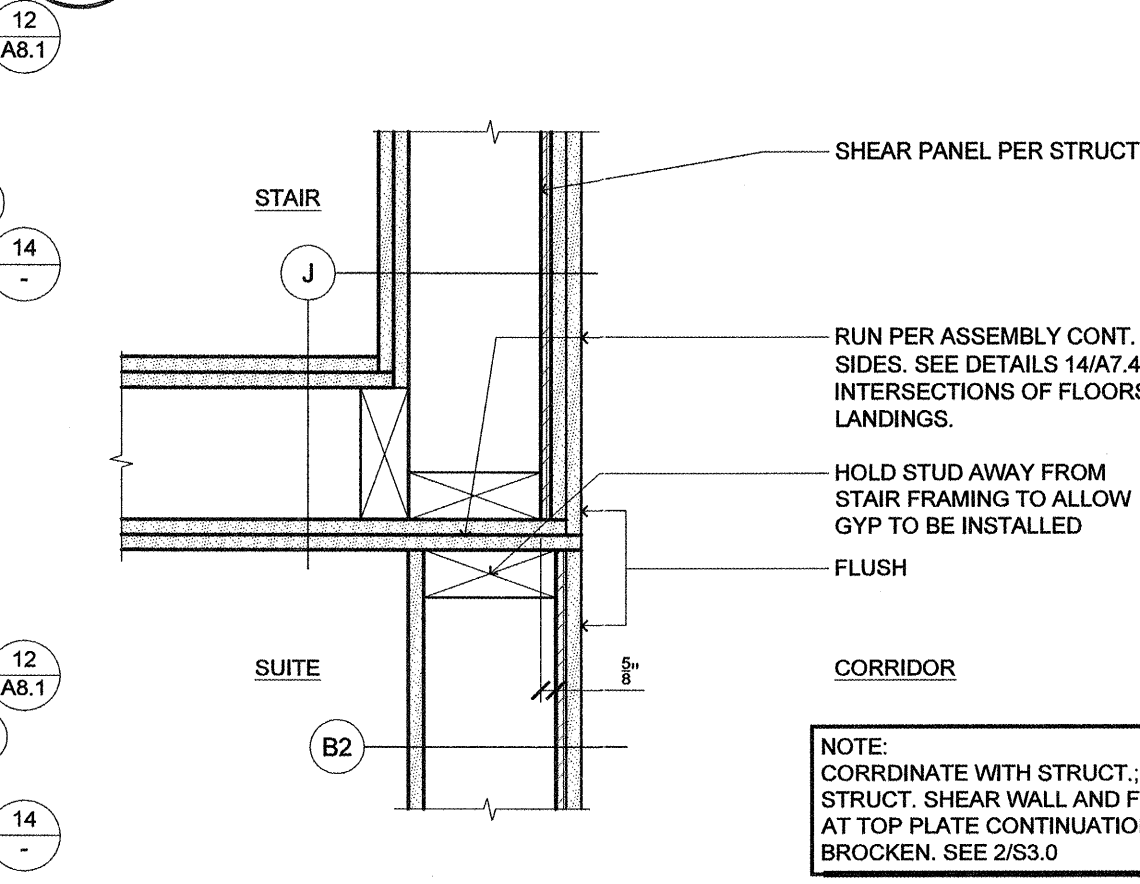 12
A8.1
14
-
STAIR
J
SHEAR PANEL PER STRUCT
RUN PER ASSEMBLY CONT.
SIDES. SEE DETAILS 14/A7.4
INTERSECTIONS OF FLOORS
LANDINGS.
HOLD STUD AWAY FROM
STAIR FRAMING TO ALLOW
GYP TO BE INSTALLED
FLUSH
12
A8.1
SUITE
5/8"
CORRIDOR
B2
14
-
NOTE:
CORRDINATE WITH STRUCT.;
STRUCT. SHEAR WALL AND F
AT TOP PLATE CONTINUATIO
BROCKEN. SEE 2/S3.0